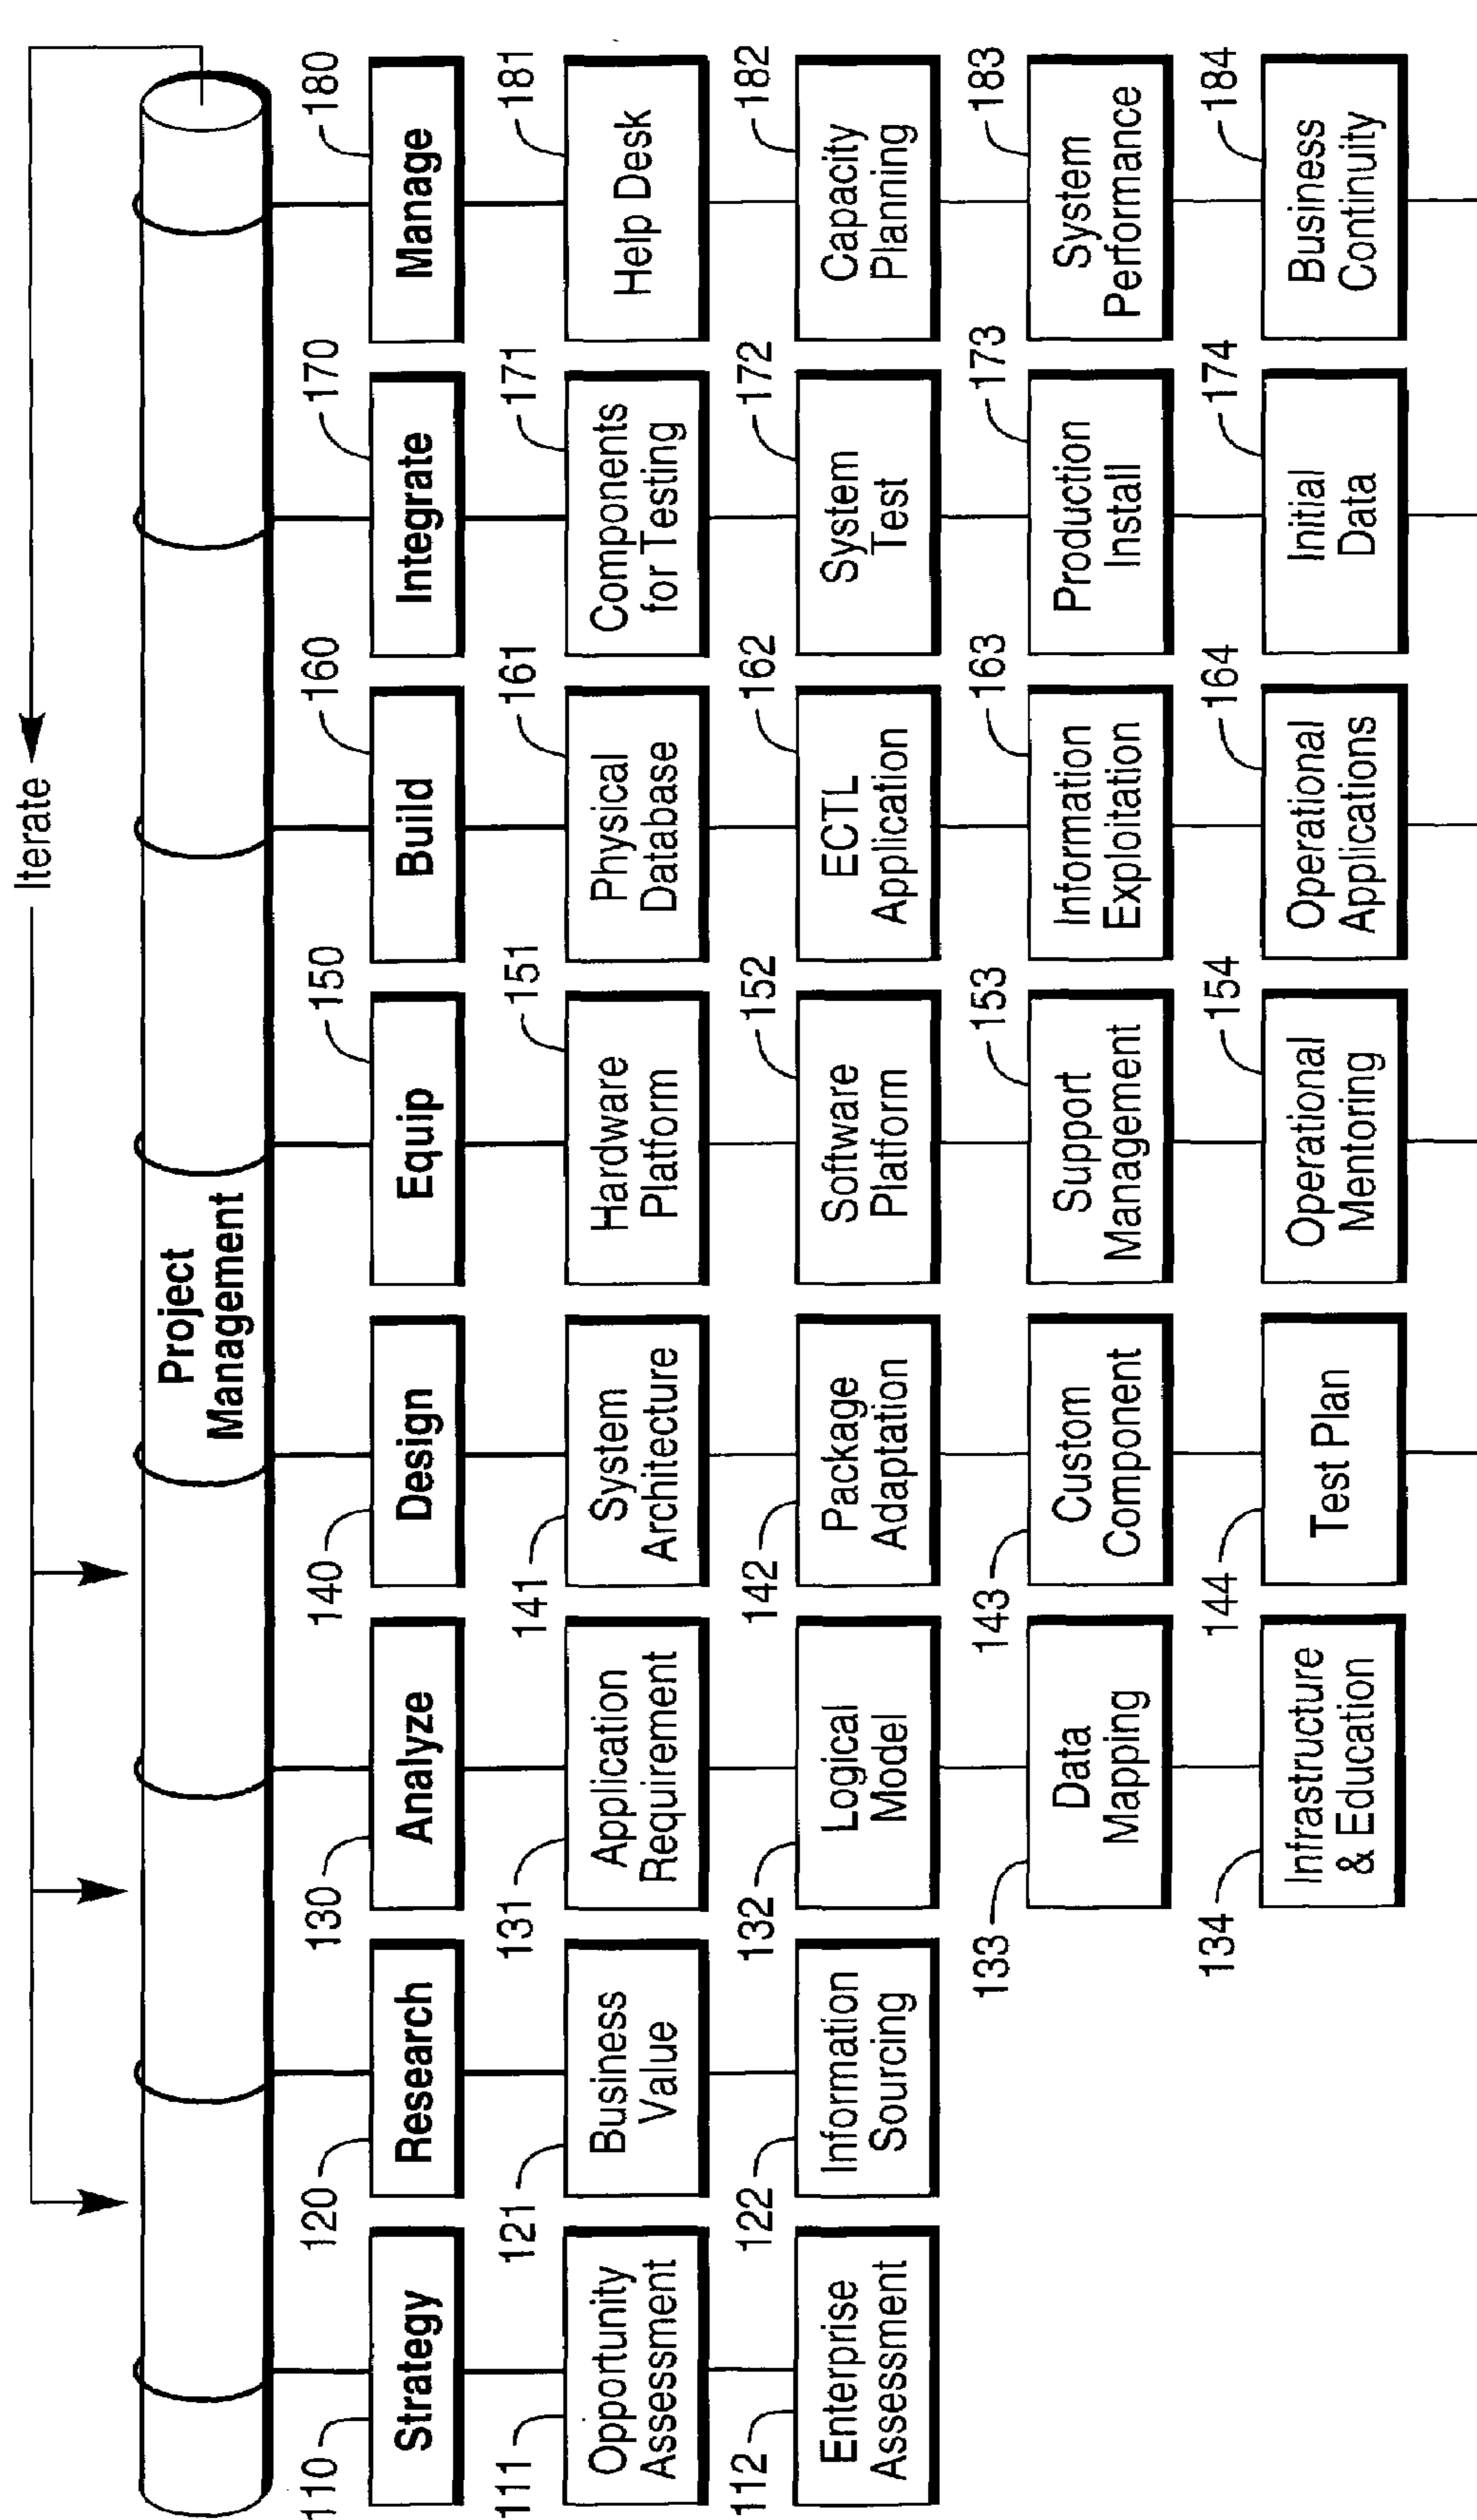 Iterate
Project
Management
110
120
130
140
150
160
170
180
Strategy
Research
Analyze
Design
Equip
Build
Integrate
Manage
111
121
131
141
151
161
171
181
Opportunity
Assessment
Business
Value
Application
Requirement
System
Architecture
Hardware
Platform
Physical
Database
Components
for Testing
Help Desk
112
122
132
142
152
162
172
182
Enterprise
Assessment
Information
Sourcing
Logical
Model
Package
Adaptation
Software
Platform
ECTL
Application
System
Test
Capacity
Planning
133
143
153
163
173
183
Data
Mapping
Custom
Component
Support
Management
Information
Exploitation
Production
Install
System
Performance
134
144
154
164
174
184
Infrastructure
& Education
Test Plan
Operational
Mentoring
Operational
Applications
Initial
Data
Business
Continuity